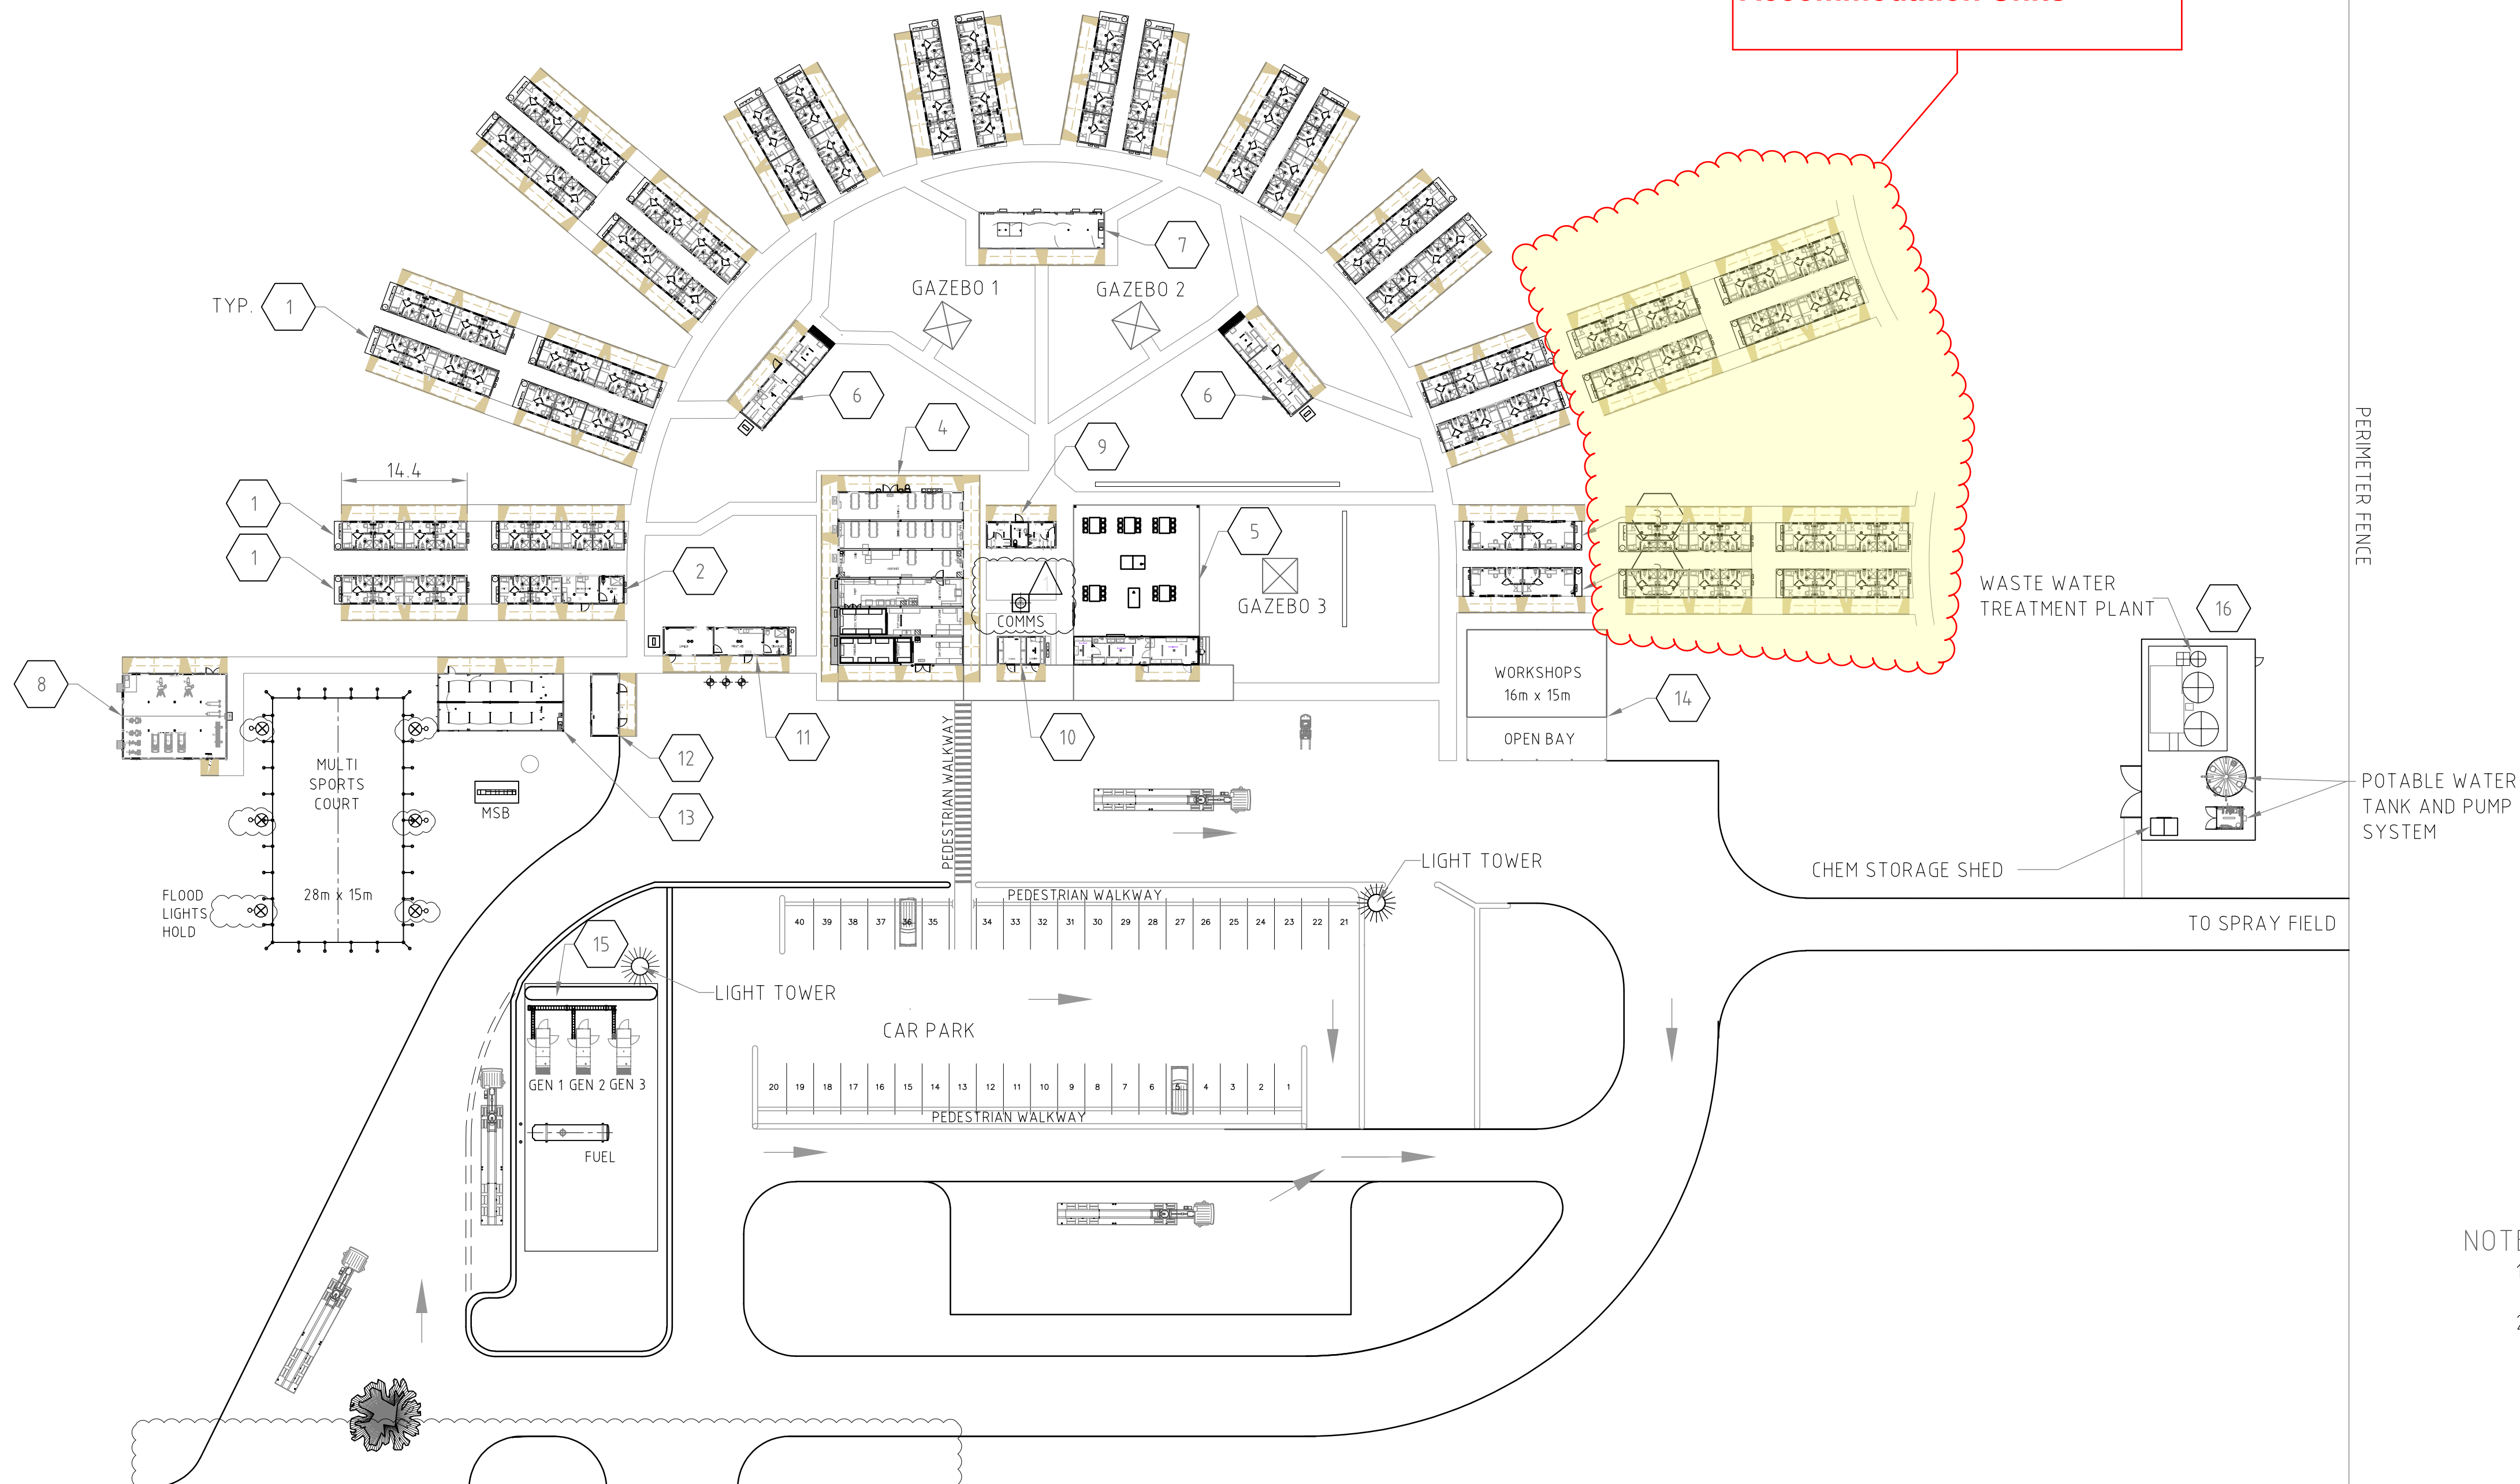 TYP.
1
GAZEBO 1
GAZEBO 2
7
6
6
4
9
14.4
1
1
2
5
GAZEBO 3
COMMS
1
3
PERIMETER FENCE
WASTE WATER
TREATMENT PLANT
16
8
WORKSHOPS
16m x 15m
14
OPEN BAY
11
10
12
13
MULTI
SPORTS
COURT
28m x 15m
MSB
PEDESTRIAN WALKWAY
FLOOD
LIGHTS
HOLD
POTABLE WATER
TANK AND PUMP
SYSTEM
CHEM STORAGE SHED
LIGHT TOWER
PEDESTRIAN WALKWAY
40 39 38 37 36 35 34 33 32 31 30 29 28 27 26 25 24 23 22 21
TO SPRAY FIELD
15
LIGHT TOWER
CAR PARK
GEN 1 GEN 2 GEN 3
20 19 18 17 16 15 14 13 12 11 10 9 8 7 6 5 4 3 2 1
PEDESTRIAN WALKWAY
FUEL